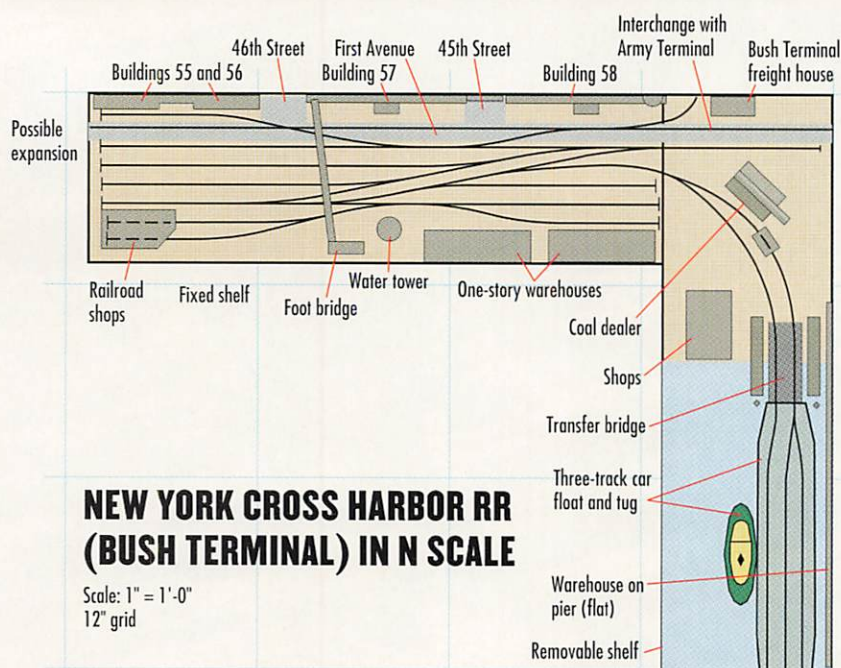 Interchange with
Army Terminal
46th Street
First Avenue
45th Street
Bush Terminal
freight house
Buildings 55 and 56
Building 57
Building 58
Possible
expansion
Railroad
shops
Fixed shelf
Foot bridge
Water tower
One-story warehouses
Coal dealer
Shops
Transfer bridge
Three-track car
float and tug
NEW YORK CROSS HARBOR RR
(BUSH TERMINAL) IN N SCALE
Scale: 1" = 1'-0"
12" grid
Warehouse on
pier (flat)
Removable shelf